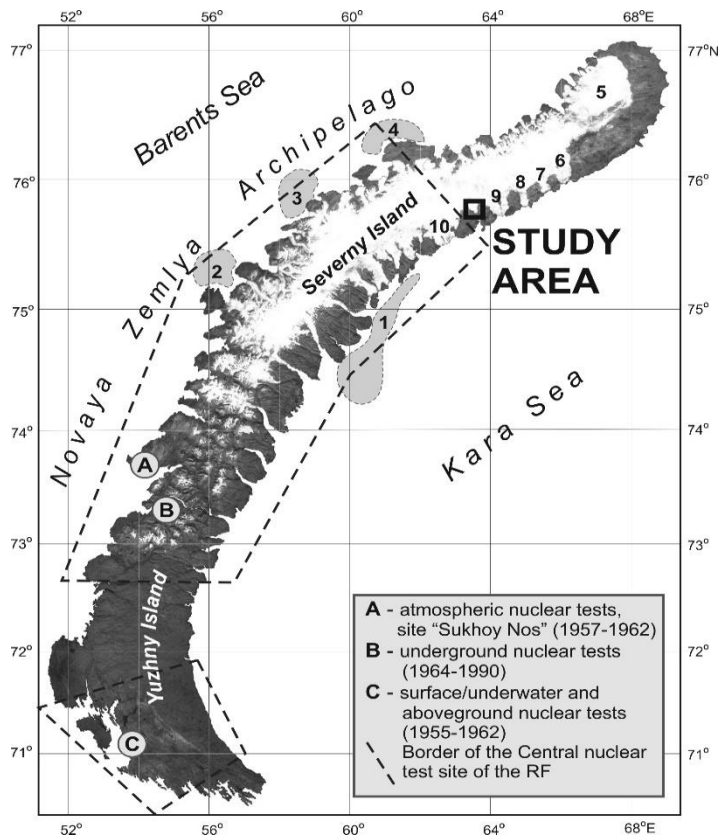 52° 56° 60° 64° 68°E
77° 77°N
Barents Sea
Archipelago
5
4
76° 76°
3
6
7
8
9
10
Severny Island
STUDY
AREA
2
Zemlya
75° 75°
1
Novaya
Kara Sea
74° 74°
A
B
73° 73°
Yuzhny Island
72° 72°
71° 71°
C
A - atmospheric nuclear tests,
site "Sukhoy Nos" (1957-1962)
B - underground nuclear tests
(1964-1990)
C - surface/underwater and
aboveground nuclear tests
(1955-1962)
Border of the Central nuclear
test site of the RF
52° 56° 60° 64° 68°E